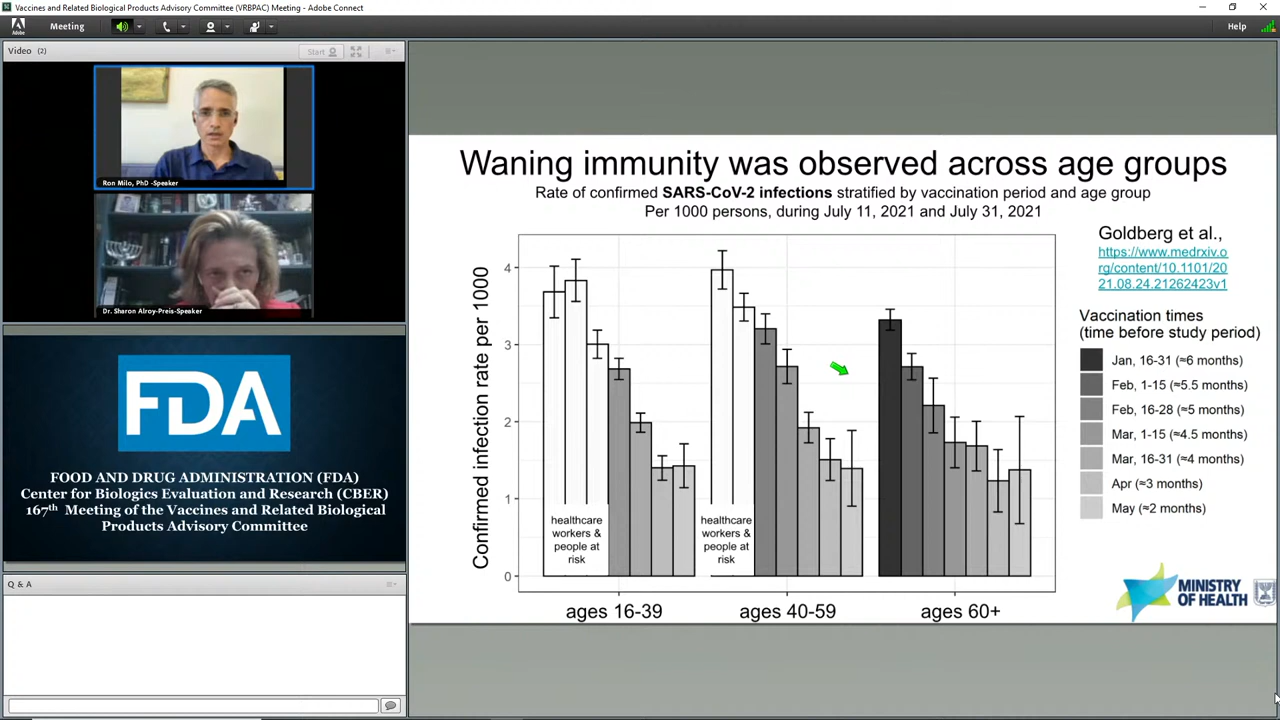 Vaccines and Related Biological Products Advisory Committee (VRBPAC) Meeting - Adobe Connect
Meeting
Help
Video (2)
Start
Ron Milo, PhD -Speaker
Dr. Sharon Alroy-Preis-Speaker
FDA
FOOD AND DRUG ADMINISTRATION (FDA)
Center for Biologics Evaluation and Research (CBER)
167th Meeting of the Vaccines and Related Biological
Products Advisory Committee
Q & A
Waning immunity was observed across age groups
Rate of confirmed SARS-CoV-2 infections stratified by vaccination period and age group
Per 1000 persons, during July 11, 2021 and July 31, 2021
Confirmed infection rate per 1000
4
3
2
1
0
healthcare
workers &
people at
risk
healthcare
workers &
people at
risk
ages 16-39
ages 40-59
ages 60+
Goldberg et al.,
https://www.medrxiv.o
rg/content/10.1101/20
21.08.24.21262423v1
Vaccination times
(time before study period)
Jan, 16-31 (≈6 months)
Feb, 1-15 (≈5.5 months)
Feb, 16-28 (≈5 months)
Mar, 1-15 (≈4.5 months)
Mar, 16-31 (≈4 months)
Apr (≈3 months)
May (≈2 months)
MINISTRY
OF HEALTH